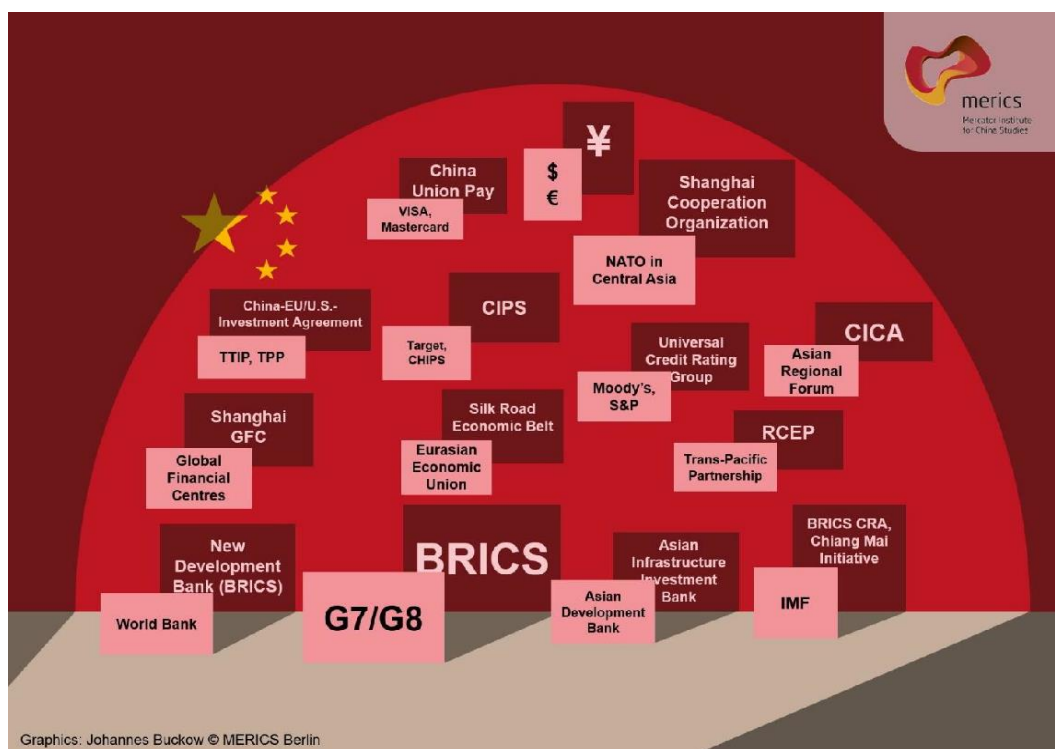 merics
Mercator Institute
for China Studies
¥
$
€
China
Union Pay
VISA,
Mastercard
Shanghai
Cooperation
Organization
NATO in
Central Asia
China-EU/U.S.-
Investment Agreement
TTIP, TPP
CIPS
Target,
CHIPS
Universal
Credit Rating
Group
Moody's,
S&P
CICA
Asian
Regional
Forum
Shanghai
GFC
Global
Financial
Centres
Silk Road
Economic Belt
Eurasian
Economic
Union
RCEP
Trans-Pacific
Partnership
New
Development
Bank (BRICS)
World Bank
BRICS
G7/G8
Asian
Infrastructure
Investment
Bank
Asian
Development
Bank
BRICS CRA,
Chiang Mai
Initiative
IMF
Graphics: Johannes Buckow © MERICS Berlin